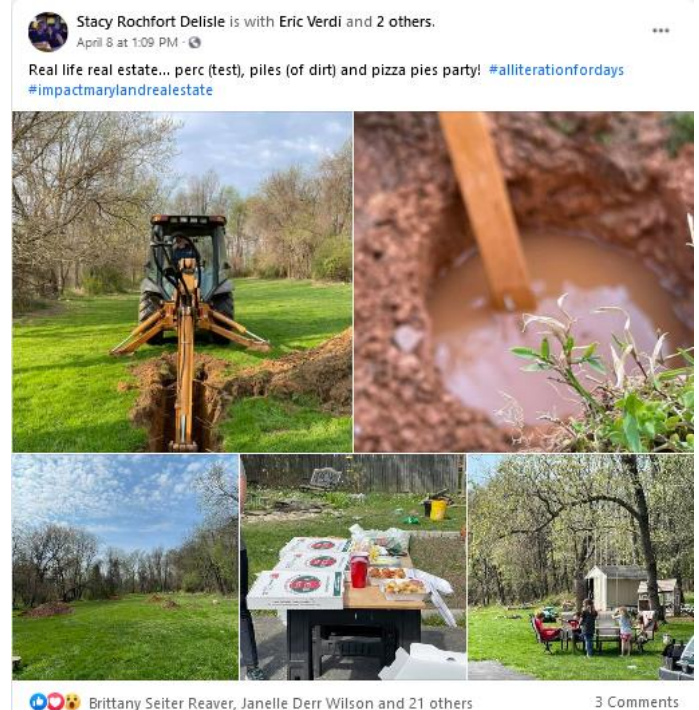 Stacy Rochfort Delisle is with Eric Verdi and 2 others.
April 8 at 1:09 PM ·
Real life real estate... perc (test), piles (of dirt) and pizza pies party! #alliterationfordays
#impactmarylandrealestate
Brittany Seiter Reaver, Janelle Derr Wilson and 21 others
3 Comments